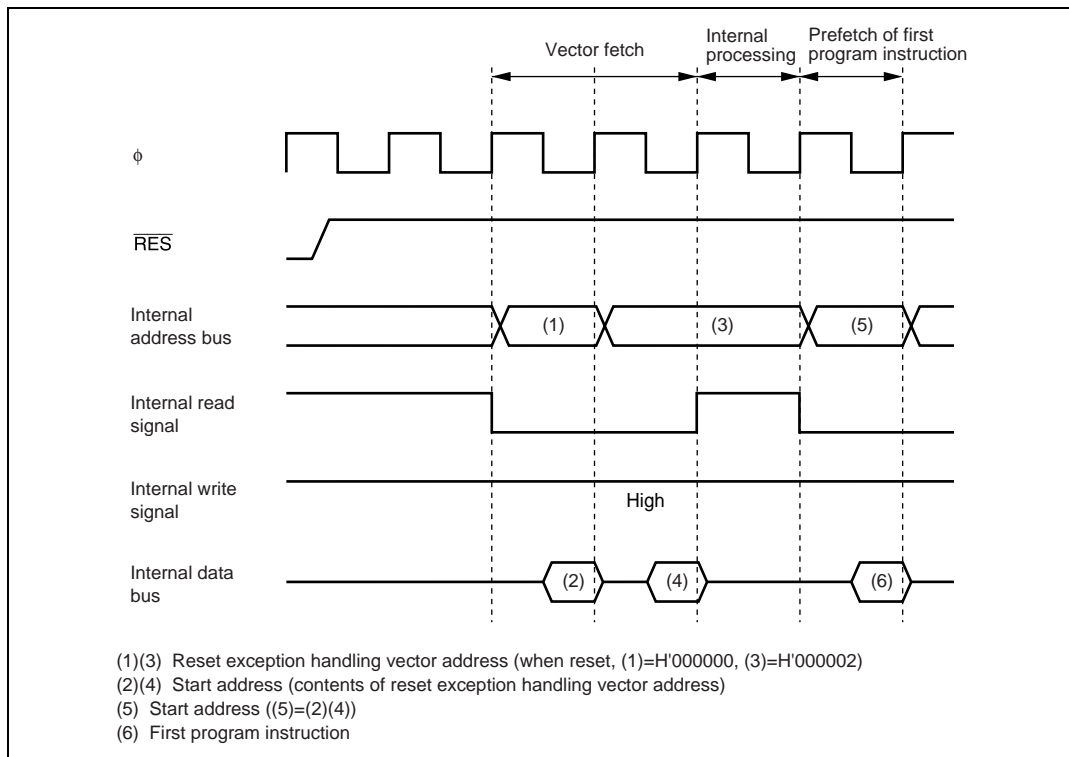 Vector fetch
Internal
processing
Prefetch of first
program instruction
φ
RES
Internal
address bus
(1)
(3)
(5)
Internal read
signal
Internal write
signal
High
Internal data
bus
(2)
(4)
(6)
(1)(3) Reset exception handling vector address (when reset, (1)=H'000000, (3)=H'000002)
(2)(4) Start address (contents of reset exception handling vector address)
(5) Start address ((5)=(2)(4))
(6) First program instruction